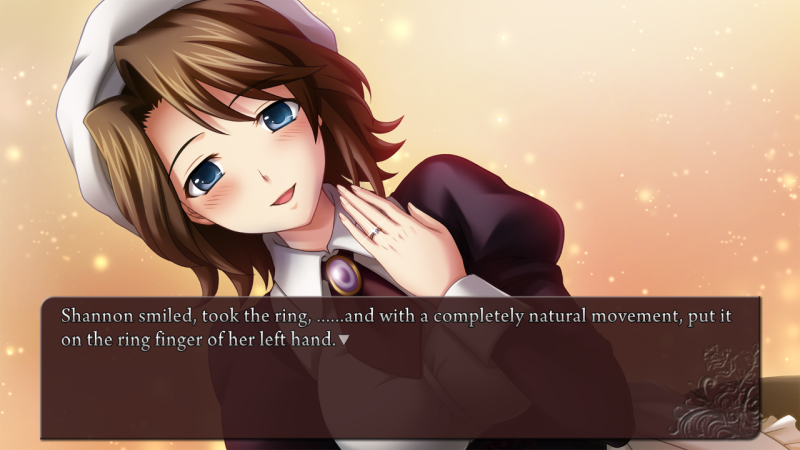 Shannon smiled, took the ring, ......and with a completely natural movement, put it
on the ring finger of her left hand.